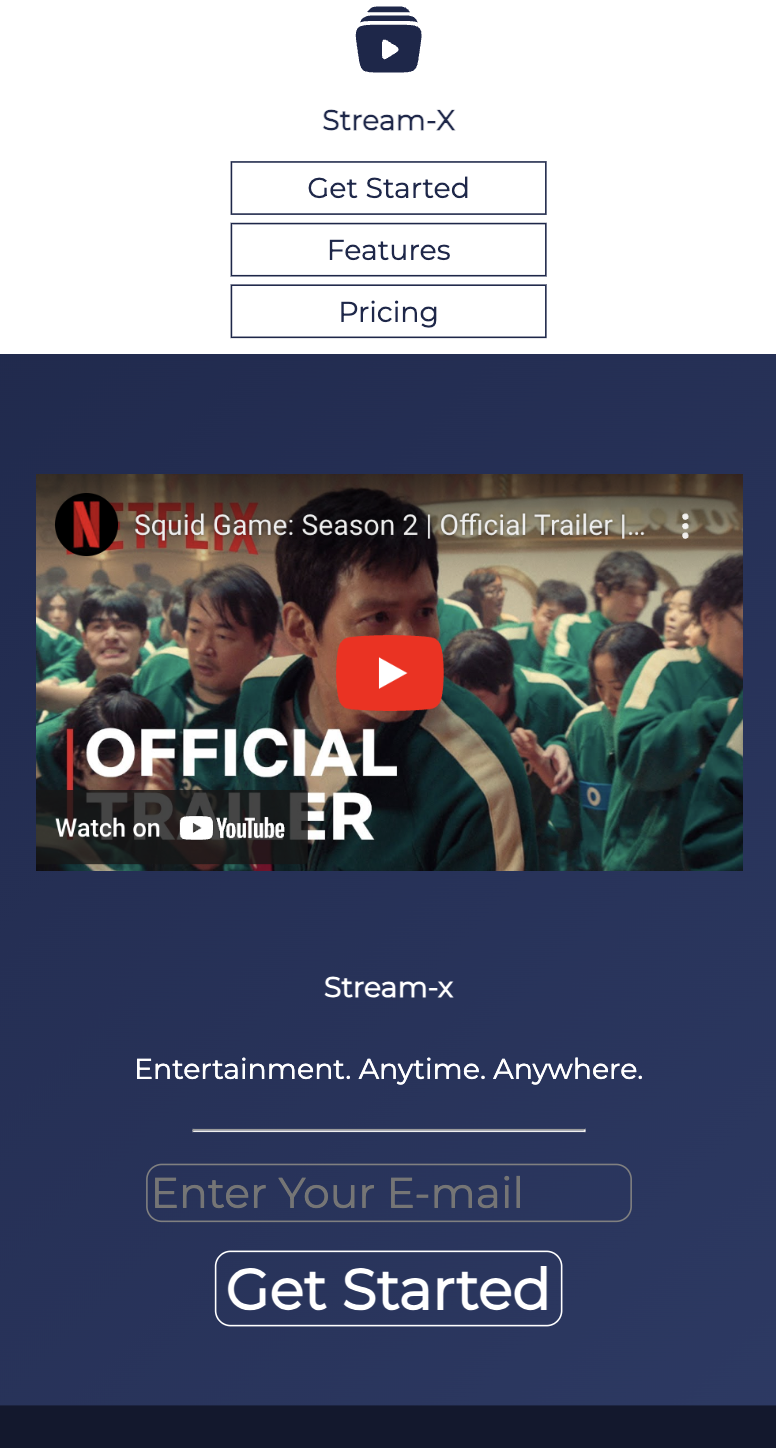 Stream-X
Get Started
Features
Pricing
NETFLIX
N Squid Game: Season 2 | Official Trailer |...
OFFICIAL
TRAILER
Watch on YouTube
Stream-x
Entertainment. Anytime. Anywhere.
Enter Your E-mail
Get Started